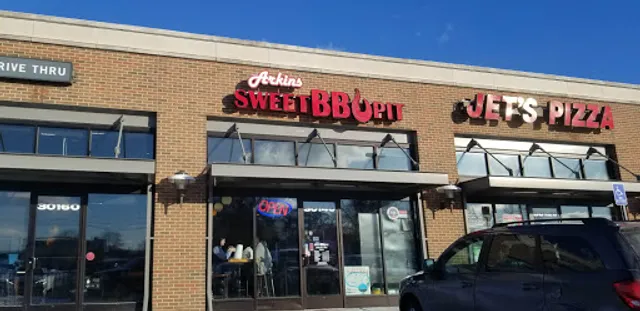 RIVE THRU
Arkins
SWEET BBQ PIT
JET'S PIZZA
30160
OPEN